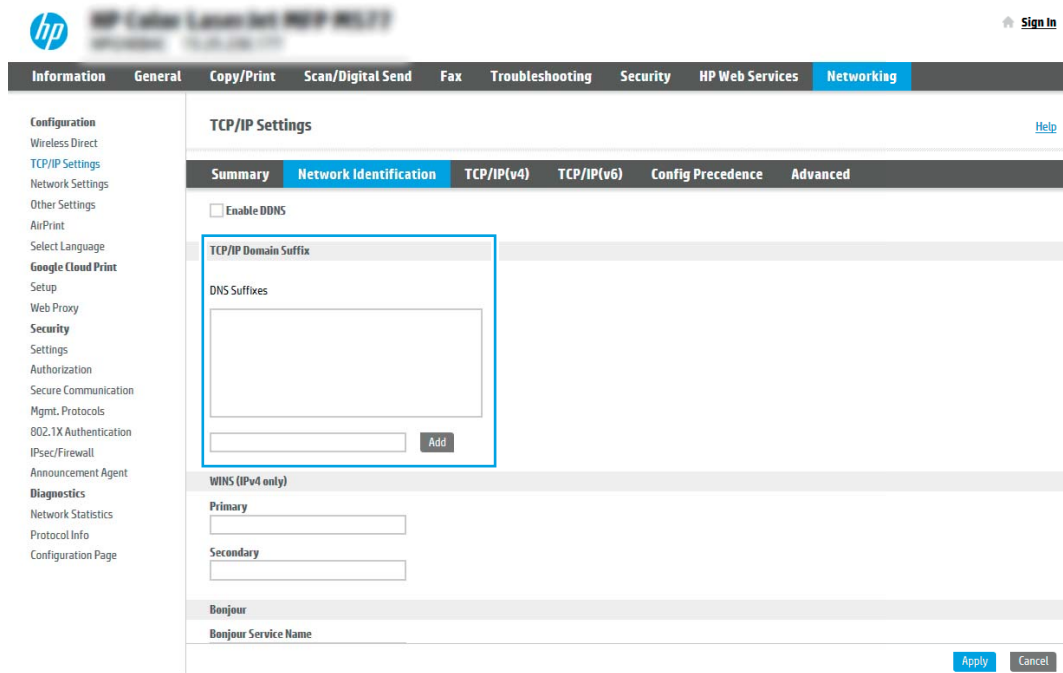 hp
Sign In
Information General Copy/Print Scan/Digital Send Fax Troubleshooting Security HP Web Services Networking
Configuration
Wireless Direct
TCP/IP Settings
Network Settings
Other Settings
AirPrint
Select Language
Google Cloud Print
Setup
Web Proxy
Security
Settings
Authorization
Secure Communication
Mgmt. Protocols
802.1X Authentication
IPsec/Firewall
Announcement Agent
Diagnostics
Network Statistics
Protocol Info
Configuration Page
TCP/IP Settings
Help
Summary Network Identification TCP/IP(v4) TCP/IP(v6) Config Precedence Advanced
Enable DDNS
TCP/IP Domain Suffix
DNS Suffixes
Add
WINS (IPv4 only)
Primary
Secondary
Bonjour
Bonjour Service Name
Apply Cancel